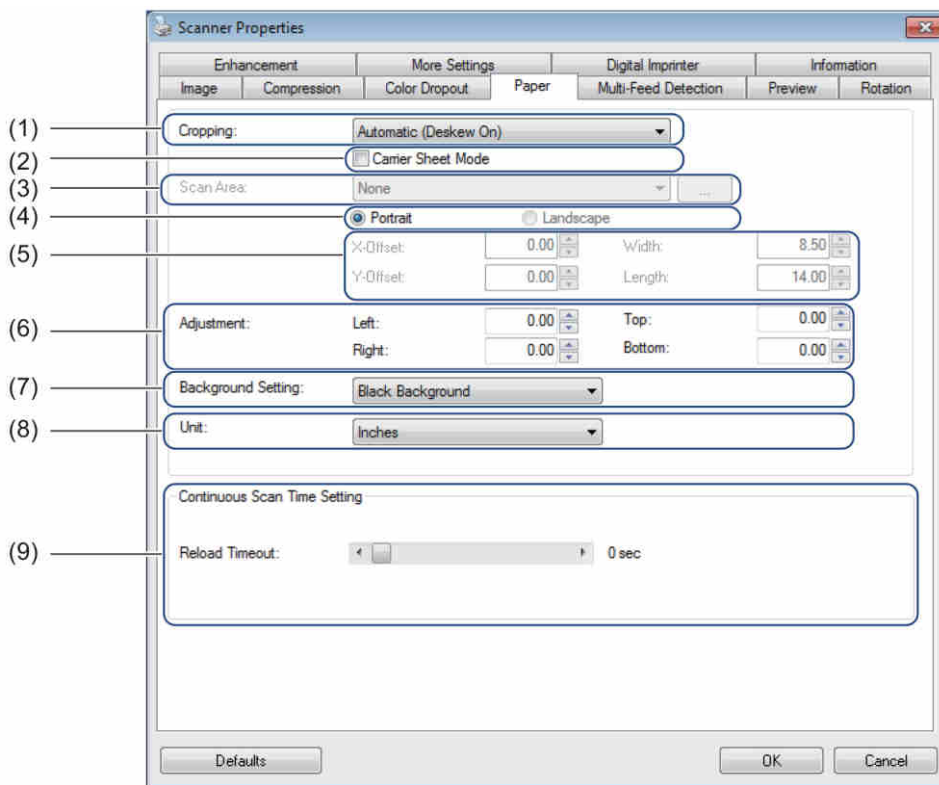 Scanner Properties
Enhancement More Settings Digital Imprinter Information
Image Compression Color Dropout Paper Multi-Feed Detection Preview Rotation
(1) Cropping: Automatic (Deskew On)
(2) Carrier Sheet Mode
(3) Scan Area: None ...
(4) Portrait Landscape
(5) X-Offset: 0.00 Width: 8.50
Y-Offset: 0.00 Length: 14.00
(6) Adjustment: Left: 0.00 Top: 0.00
Right: 0.00 Bottom: 0.00
(7) Background Setting: Black Background
(8) Unit: Inches
Continuous Scan Time Setting
(9) Reload Timeout: 0 sec
Defaults OK Cancel